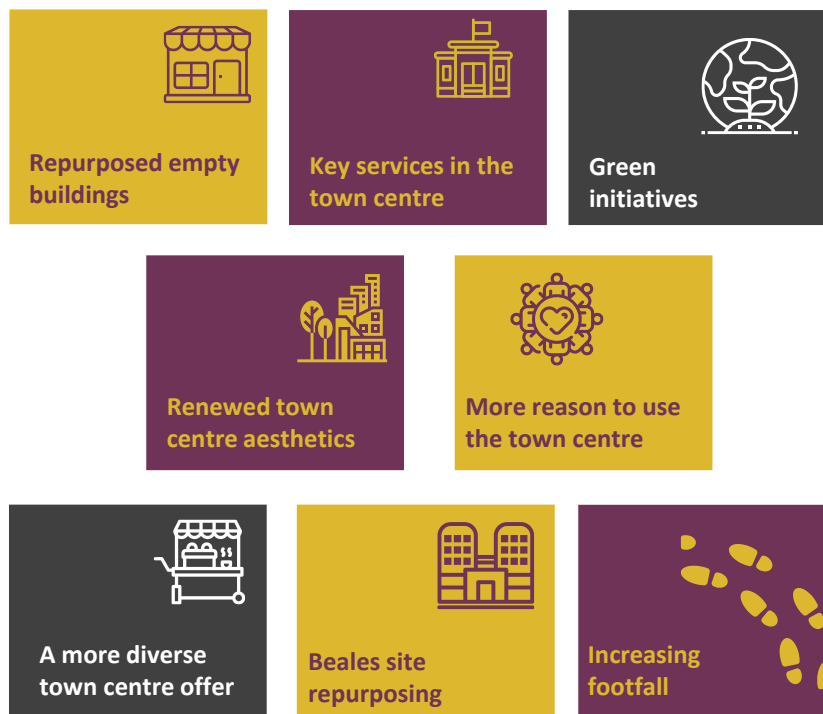 Repurposed empty
buildings
Key services in the
town centre
Green
initiatives
Renewed town
centre aesthetics
More reason to use
the town centre
A more diverse
town centre offer
Beales site
repurposing
Increasing
footfall